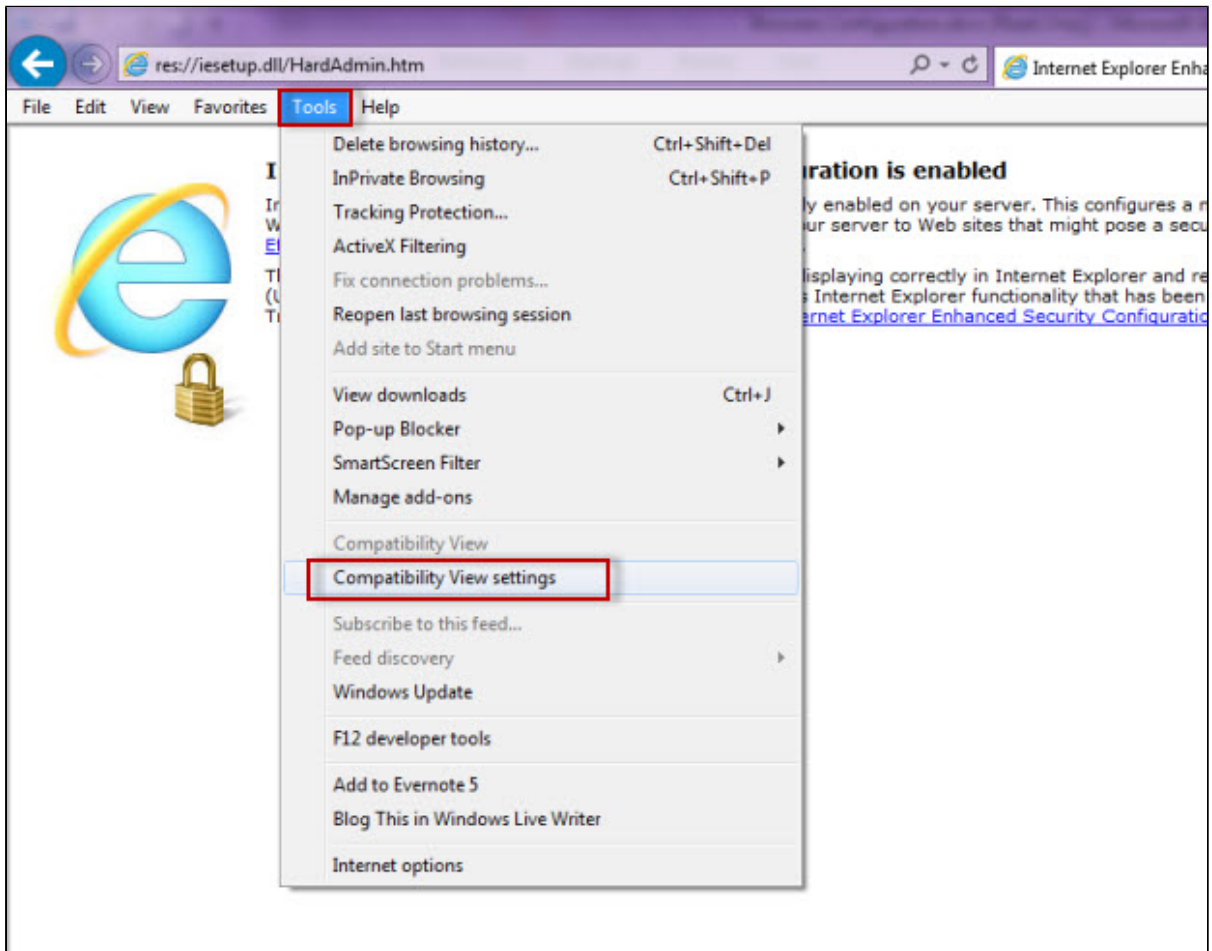 res://iesetup.dll/HardAdmin.htm
Internet Explorer Enha
File Edit View Favorites Tools Help
Delete browsing history... Ctrl+Shift+Del
InPrivate Browsing Ctrl+Shift+P
Tracking Protection...
ActiveX Filtering
Fix connection problems...
Reopen last browsing session
Add site to Start menu
View downloads Ctrl+J
Pop-up Blocker
SmartScreen Filter
Manage add-ons
Compatibility View
Compatibility View settings
Subscribe to this feed...
Feed discovery
Windows Update
F12 developer tools
Add to Evernote 5
Blog This in Windows Live Writer
Internet options
I
uration is enabled
In
ly enabled on your server. This configures a
W
ur server to Web sites that might pose a secu
Ef
Th
isplaying correctly in Internet Explorer and re
(U
s Internet Explorer functionality that has been
Tr
ernet Explorer Enhanced Security Configuratio